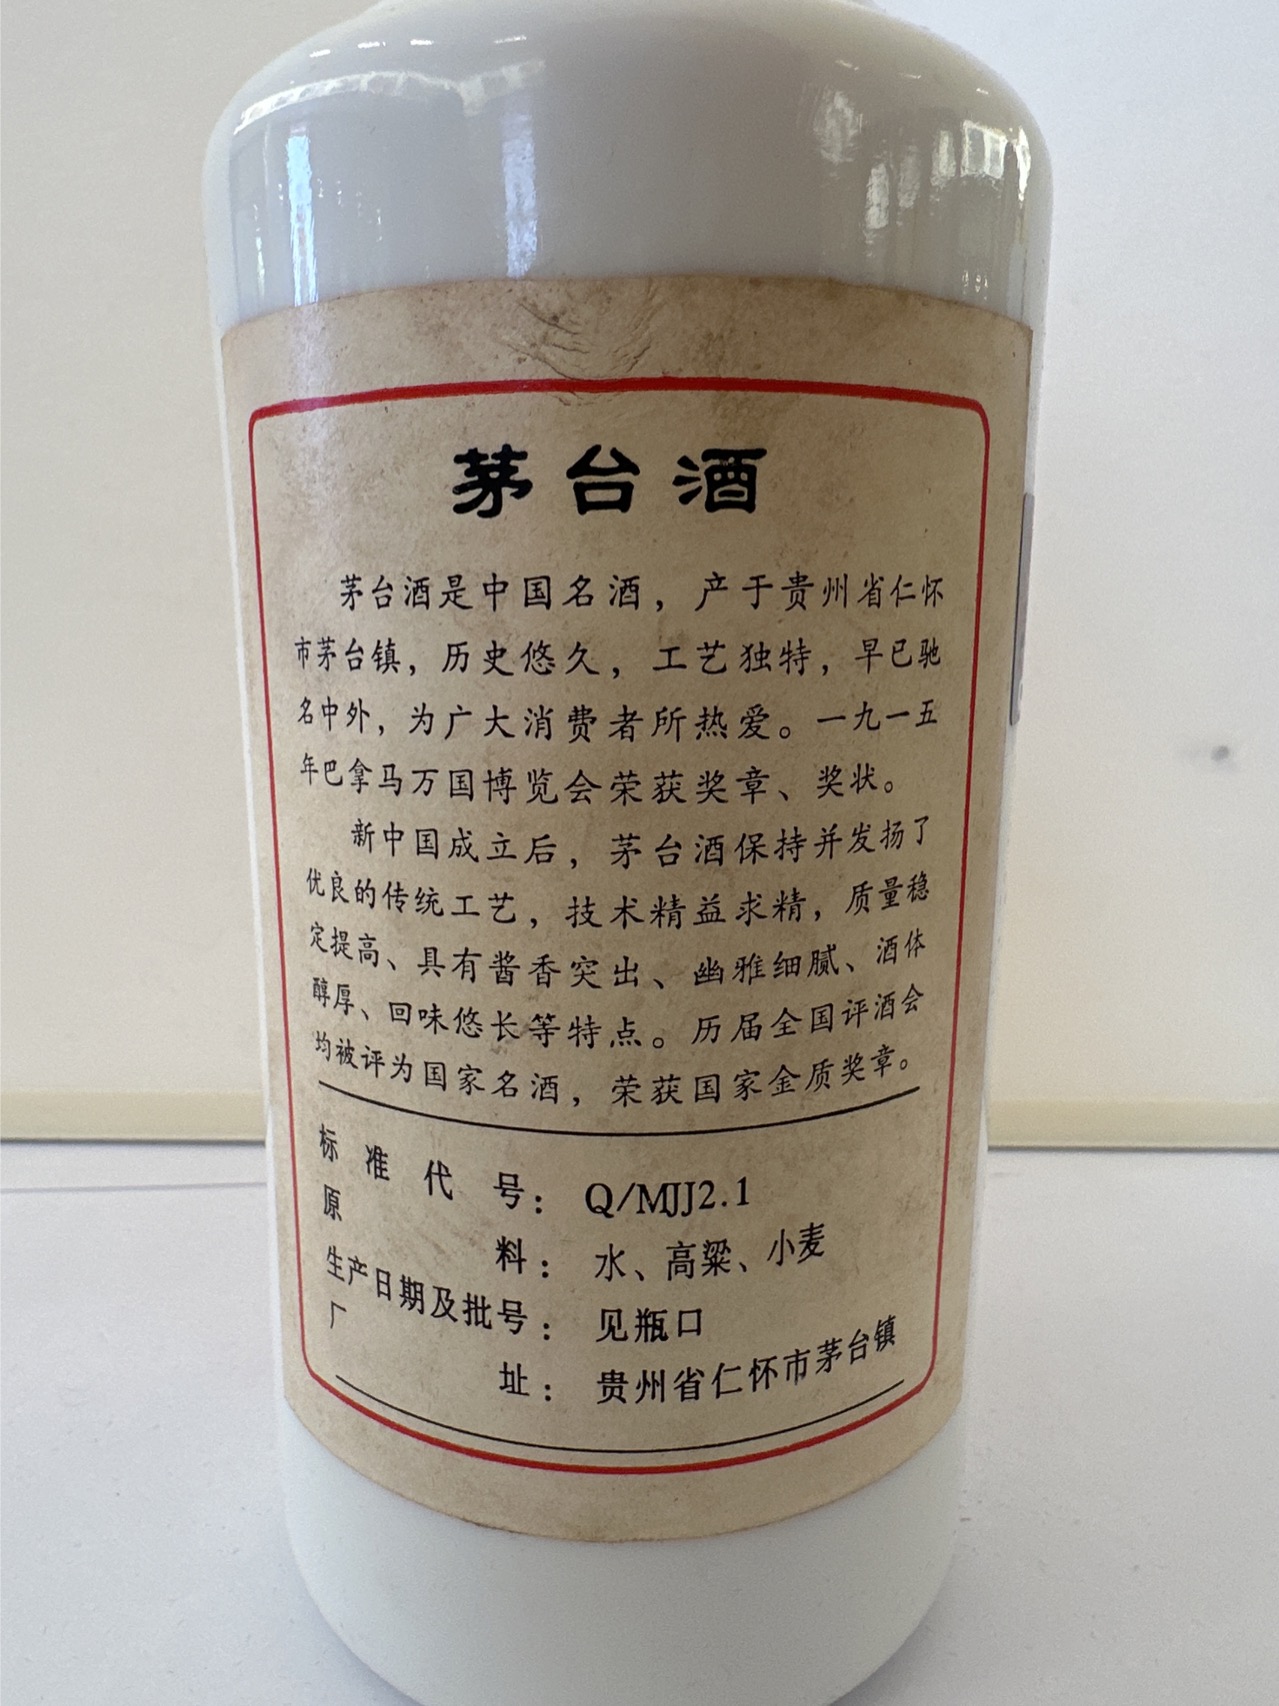 茅台酒
茅台酒是中国名酒，产于贵州省仁怀
市茅台镇，历史悠久，工艺独特，早已驰
名中外，为广大消费者所热爱。一九一五
年巴拿马万国博览会荣获奖章、奖状。
新中国成立后，茅台酒保持并发扬了
优良的传统工艺，技术精益求精，质量稳
定提高、具有酱香突出、幽雅细腻、酒体
醇厚、回味悠长等特点。历届全国评酒会
均被评为国家名酒，荣获国家金质奖章。
标准代号：Q/MJJ2.1
原料：水、高粱、小麦
生产日期及批号：见瓶口
厂址：贵州省仁怀市茅台镇